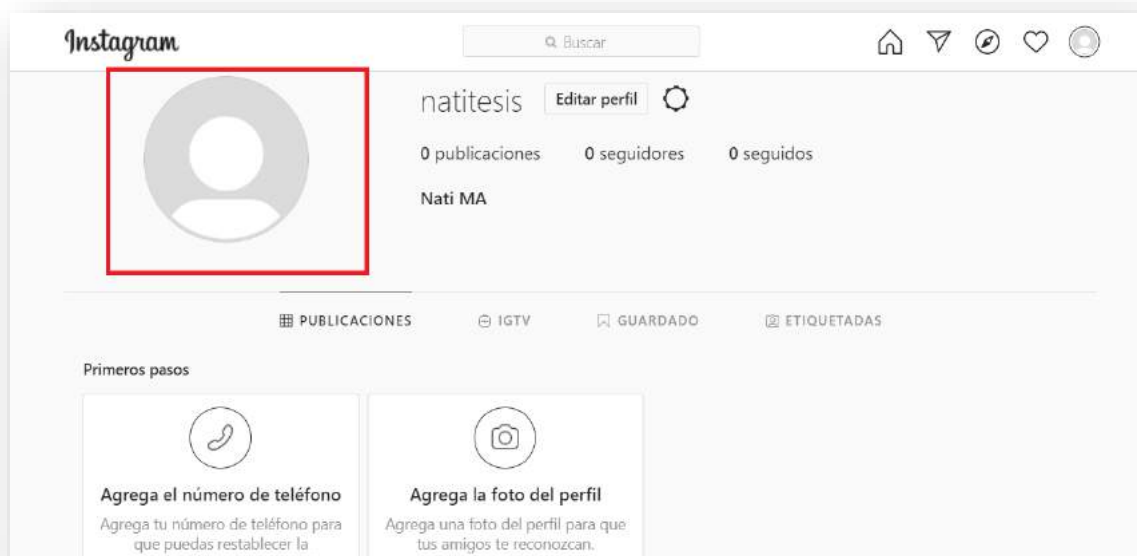 Instagram
Buscar
natitesis Editar perfil
0 publicaciones 0 seguidores 0 seguidos
Nati MA
PUBLICACIONES IGTV GUARDADO ETIQUETADAS
Primeros pasos
Agrega el número de teléfono
Agrega tu número de teléfono para
que puedas restablecer la
Agrega la foto del perfil
Agrega una foto del perfil para que
tus amigos te reconozcan.